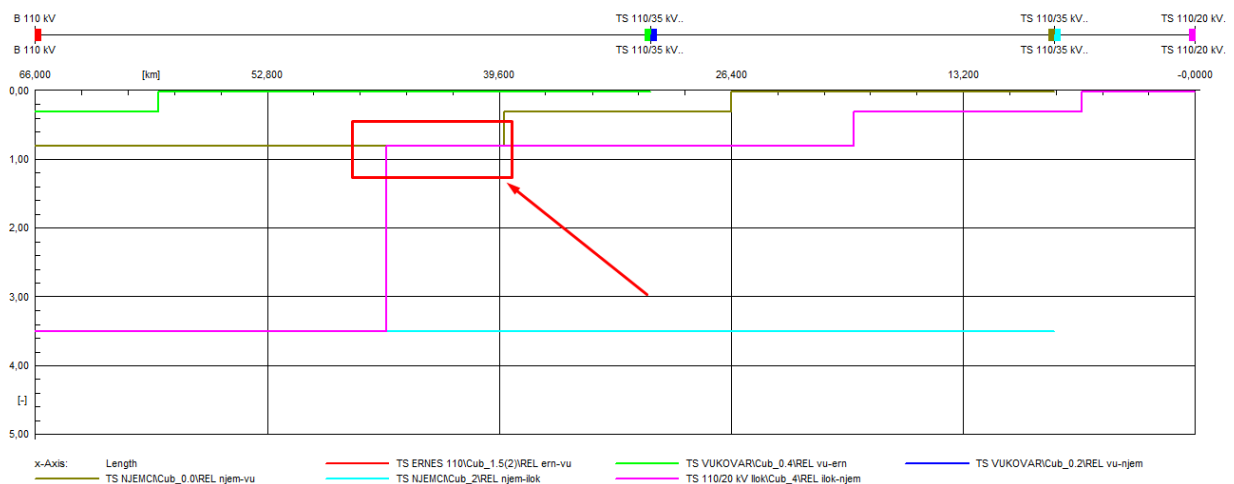 B 110 kV TS 110/35 kV.. TS 110/35 kV.. TS 110/20 kV.
B 110 kV TS 110/35 kV.. TS 110/35 kV.. TS 110/20 kV.
66,000 [km] 52,800 39,600 26,400 13,200 -0,0000
0,00
1,00
2,00
3,00
4,00
[-]
5,00
x-Axis: Length TS ERNES 110\Cub_1.5(2)\REL ern-vu TS VUKOVAR\Cub_0.4\REL vu-ern TS VUKOVAR\Cub_0.2\REL vu-njem
TS NJEMCI\Cub_0.0\REL njem-vu TS NJEMCI\Cub_2\REL njem-ilok TS 110/20 kV Ilok\Cub_4\REL ilok-njem